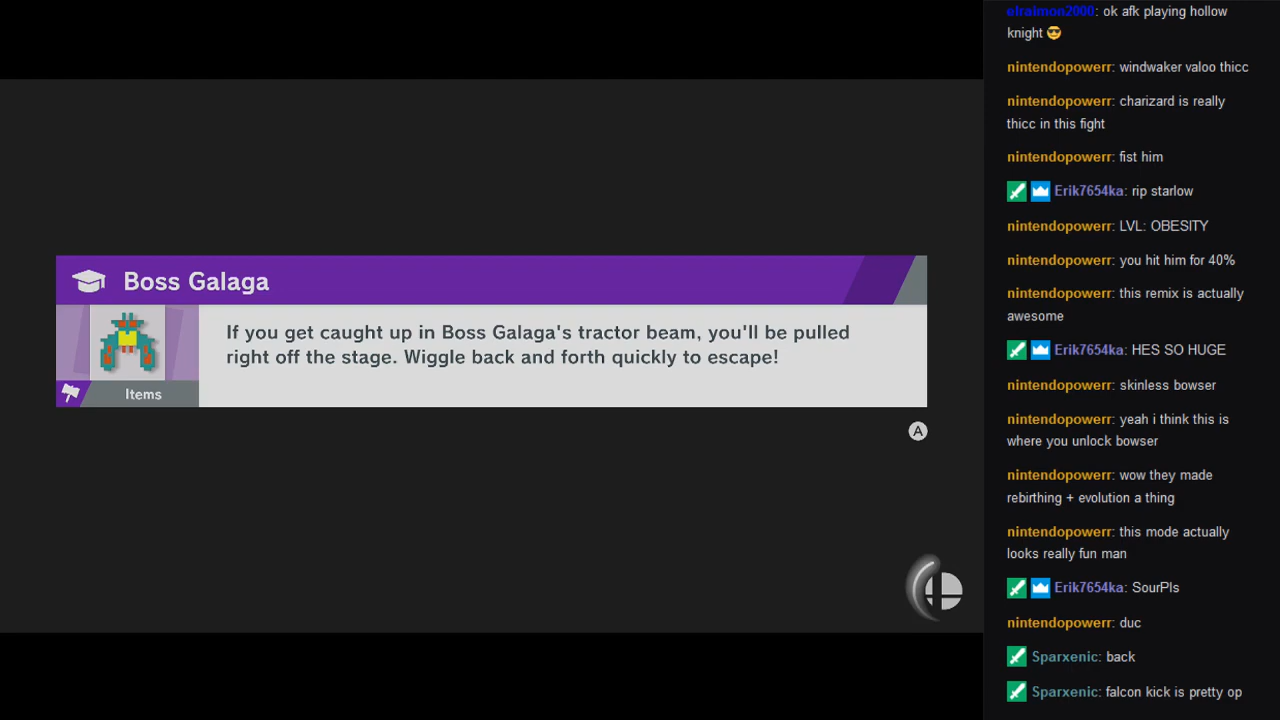 Boss Galaga
If you get caught up in Boss Galaga's tractor beam, you'll be pulled
right off the stage. Wiggle back and forth quickly to escape!
Items
A
elraimon2000: ok afk playing hollow
knight 😎
nintendopowerr: windwaker valoo thicc
nintendopowerr: charizard is really
thicc in this fight
nintendopowerr: fist him
Erik7654ka: rip starlow
nintendopowerr: LVL: OBESITY
nintendopowerr: you hit him for 40%
nintendopowerr: this remix is actually
awesome
Erik7654ka: HES SO HUGE
nintendopowerr: skinless bowser
nintendopowerr: yeah i think this is
where you unlock bowser
nintendopowerr: wow they made
rebirthing + evolution a thing
nintendopowerr: this mode actually
looks really fun man
Erik7654ka: SourPls
nintendopowerr: duc
Sparxenic: back
Sparxenic: falcon kick is pretty op